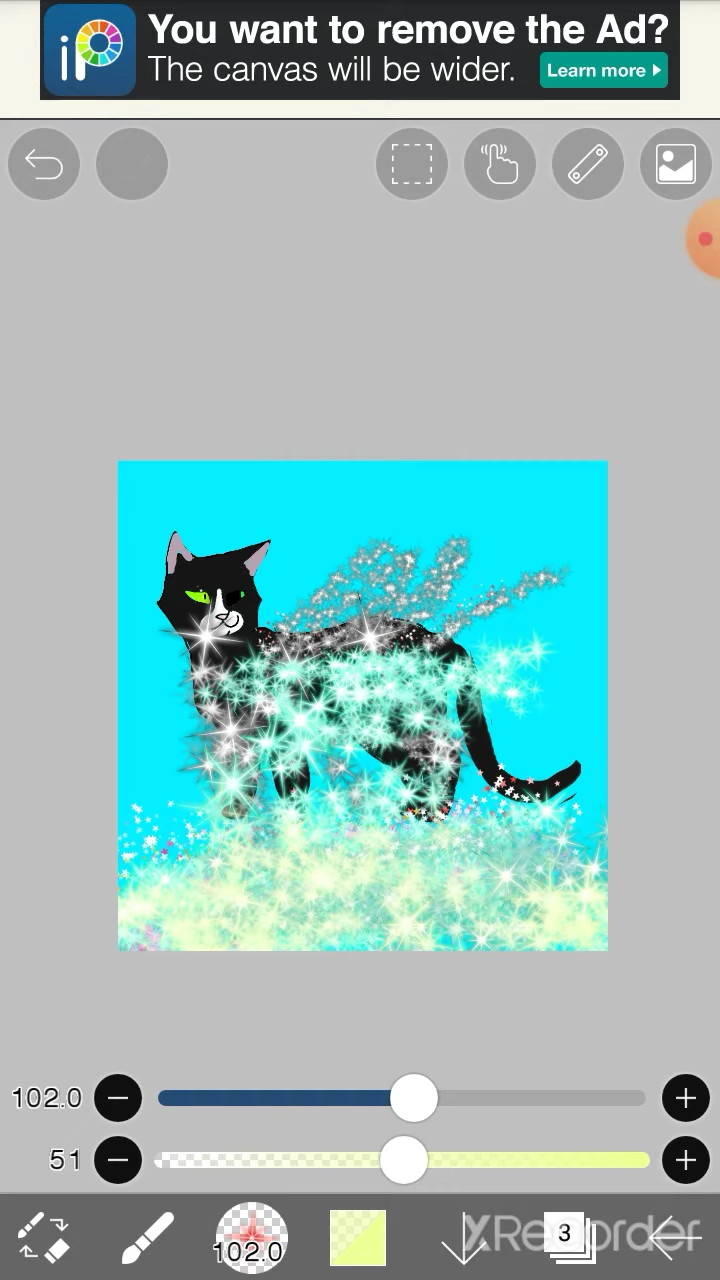 iP
You want to remove the Ad?
The canvas will be wider.
Learn more
102.0
51
102.0
3
XRecorder